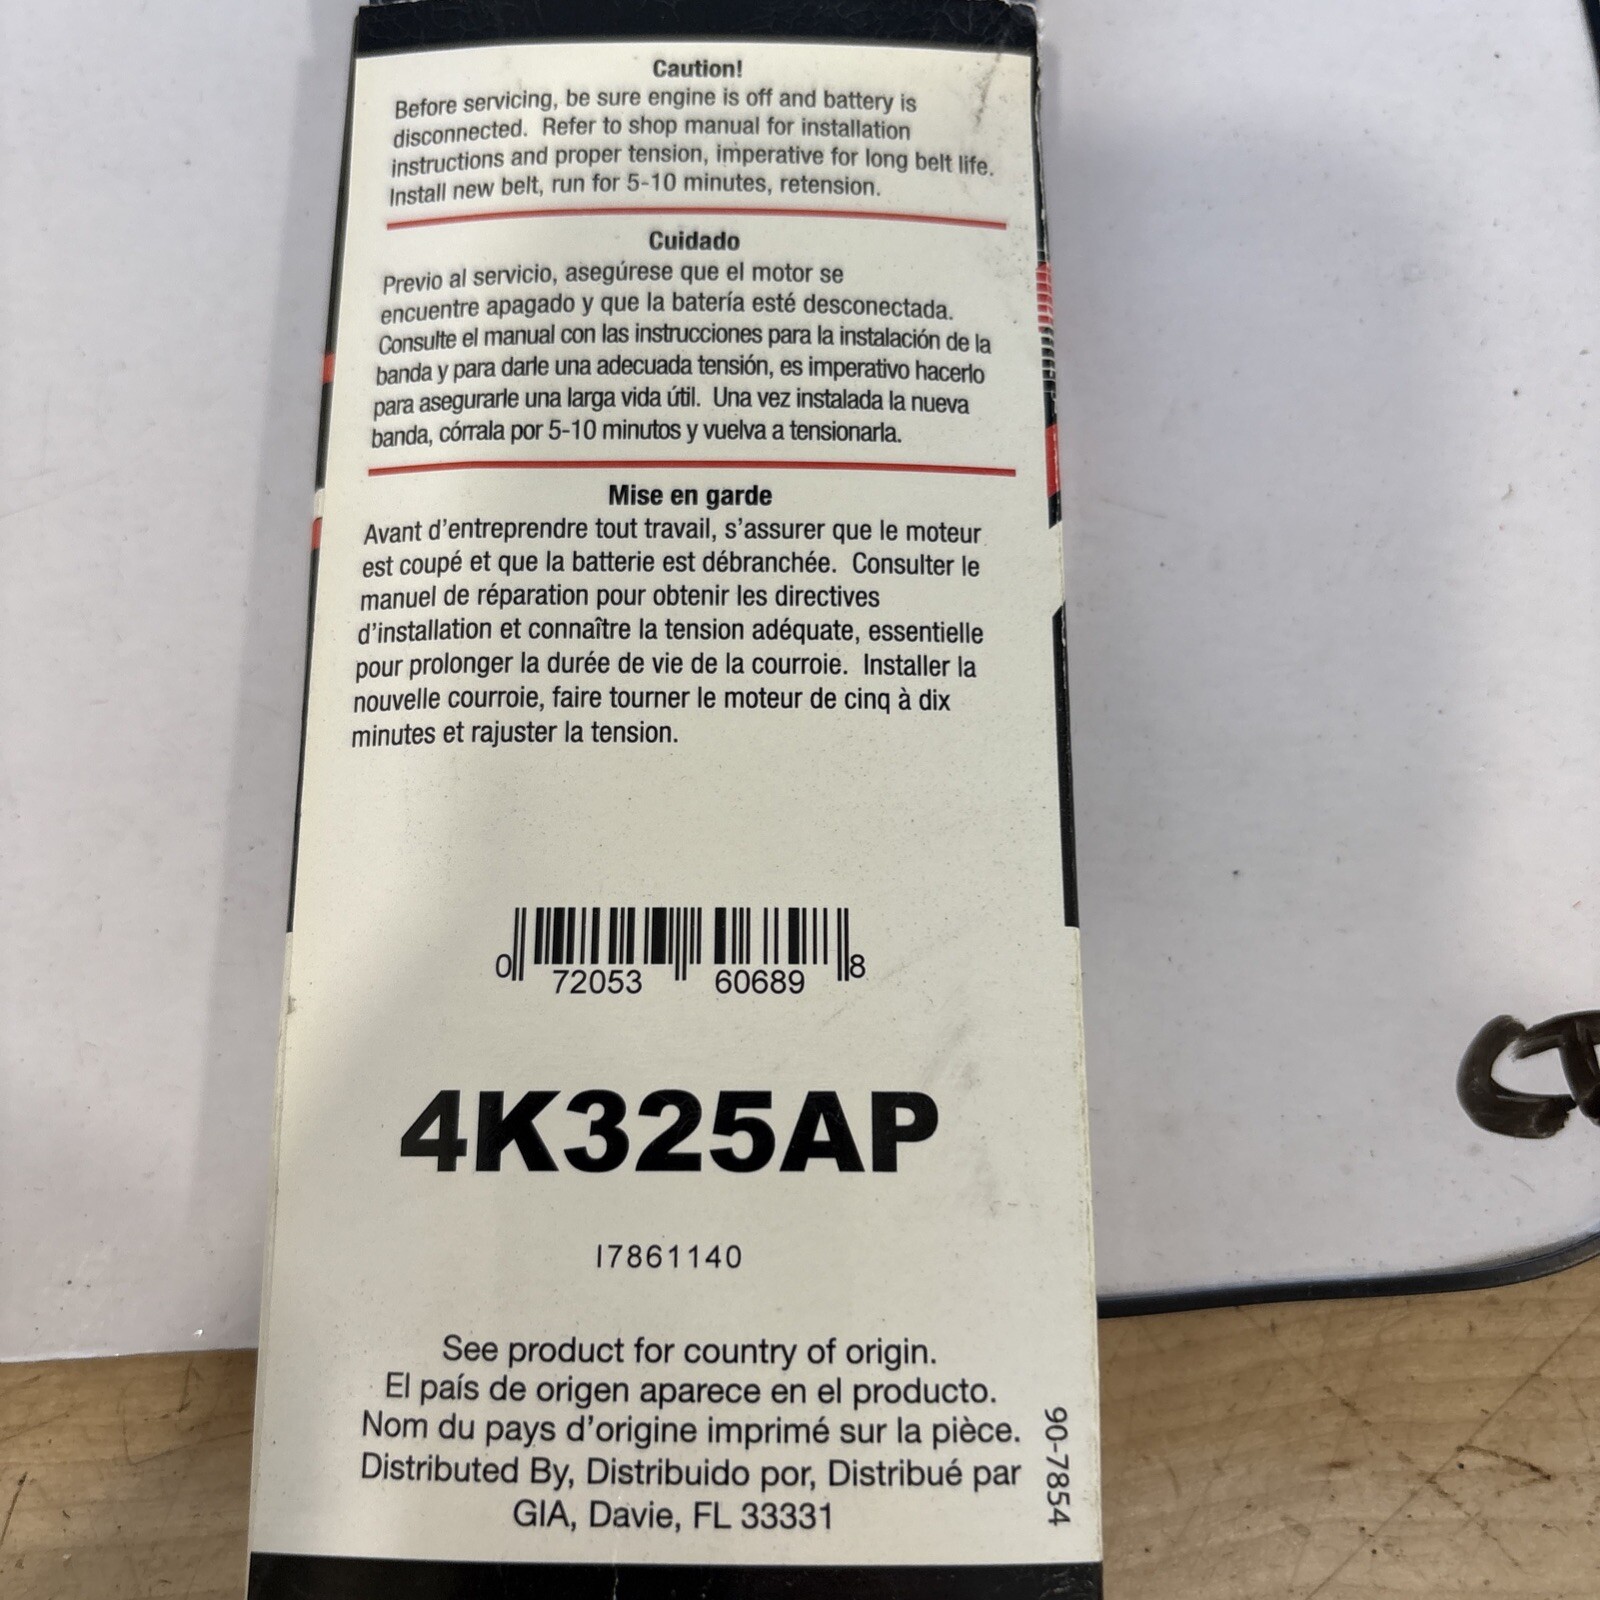 Caution!
Before servicing, be sure engine is off and battery is
disconnected.  Refer to shop manual for installation
instructions and proper tension, imperative for long belt life.
Install new belt, run for 5-10 minutes, retension.
Cuidado
Previo al servicio, asegúrese que el motor se
encuentre apagado y que la batería esté desconectada.
Consulte el manual con las instrucciones para la instalación de la
banda y para darle una adecuada tensión, es imperativo hacerlo
para asegurarle una larga vida útil.  Una vez instalada la nueva
banda, córrala por 5-10 minutos y vuelva a tensionarla.
Mise en garde
Avant d'entreprendre tout travail, s'assurer que le moteur
est coupé et que la batterie est débranchée.  Consulter le
manuel de réparation pour obtenir les directives
d'installation et connaître la tension adéquate, essentielle
pour prolonger la durée de vie de la courroie.  Installer la
nouvelle courroie, faire tourner le moteur de cinq à dix
minutes et rajuster la tension.
0 72053 60689 8
4K325AP
I7861140
See product for country of origin.
El país de origen aparece en el producto.
Nom du pays d'origine imprimé sur la pièce.
Distributed By, Distribuido por, Distribué par
GIA, Davie, FL 33331
90-7854